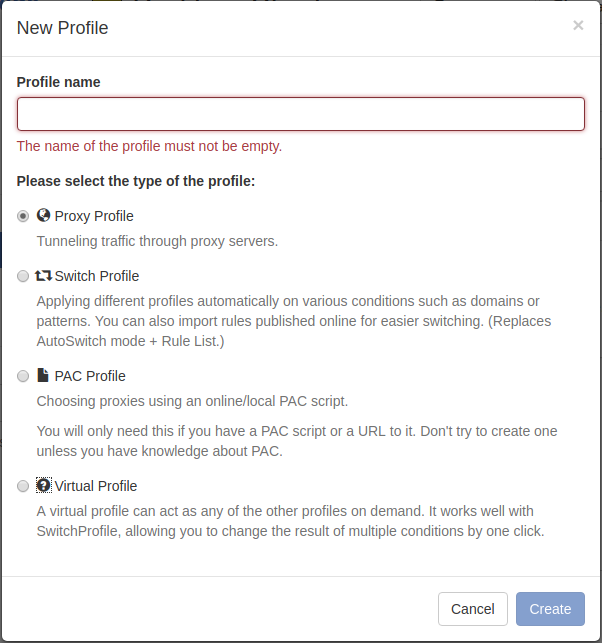 New Profile
×
Profile name
The name of the profile must not be empty.
Please select the type of the profile:
Proxy Profile
Tunneling traffic through proxy servers.
Switch Profile
Applying different profiles automatically on various conditions such as domains or
patterns. You can also import rules published online for easier switching. (Replaces
AutoSwitch mode + Rule List.)
PAC Profile
Choosing proxies using an online/local PAC script.
You will only need this if you have a PAC script or a URL to it. Don't try to create one
unless you have knowledge about PAC.
Virtual Profile
A virtual profile can act as any of the other profiles on demand. It works well with
SwitchProfile, allowing you to change the result of multiple conditions by one click.
Cancel
Create